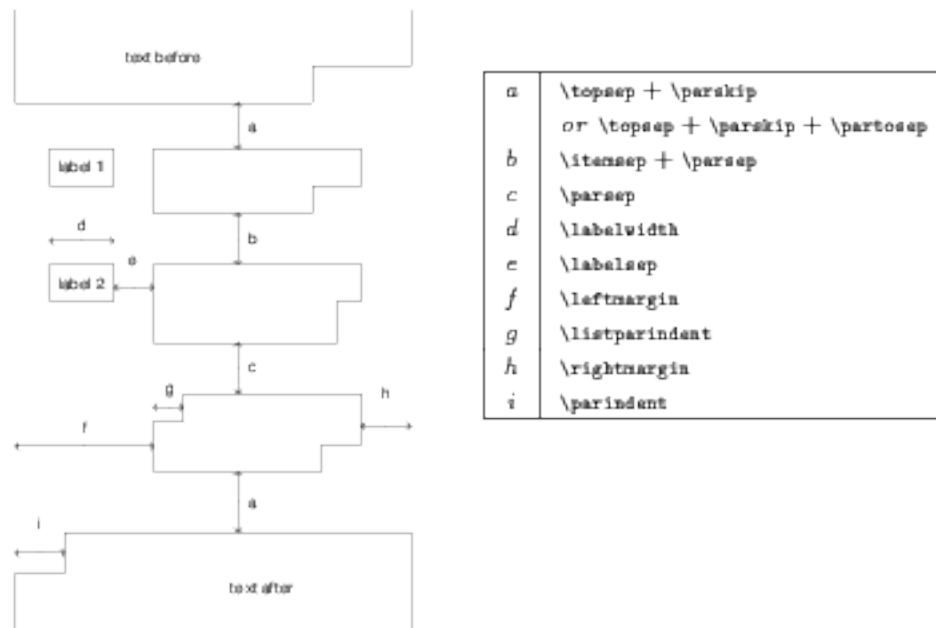 text before
a
label 1
d
b
e
label 2
c
g
h
f
a
i
text after
a \topsep + \parskip
or \topsep + \parskip + \partosep
b \itemsep + \parsep
c \parsep
d \labelwidth
e \labelsep
f \leftmargin
g \listparindent
h \rightmargin
i \parindent